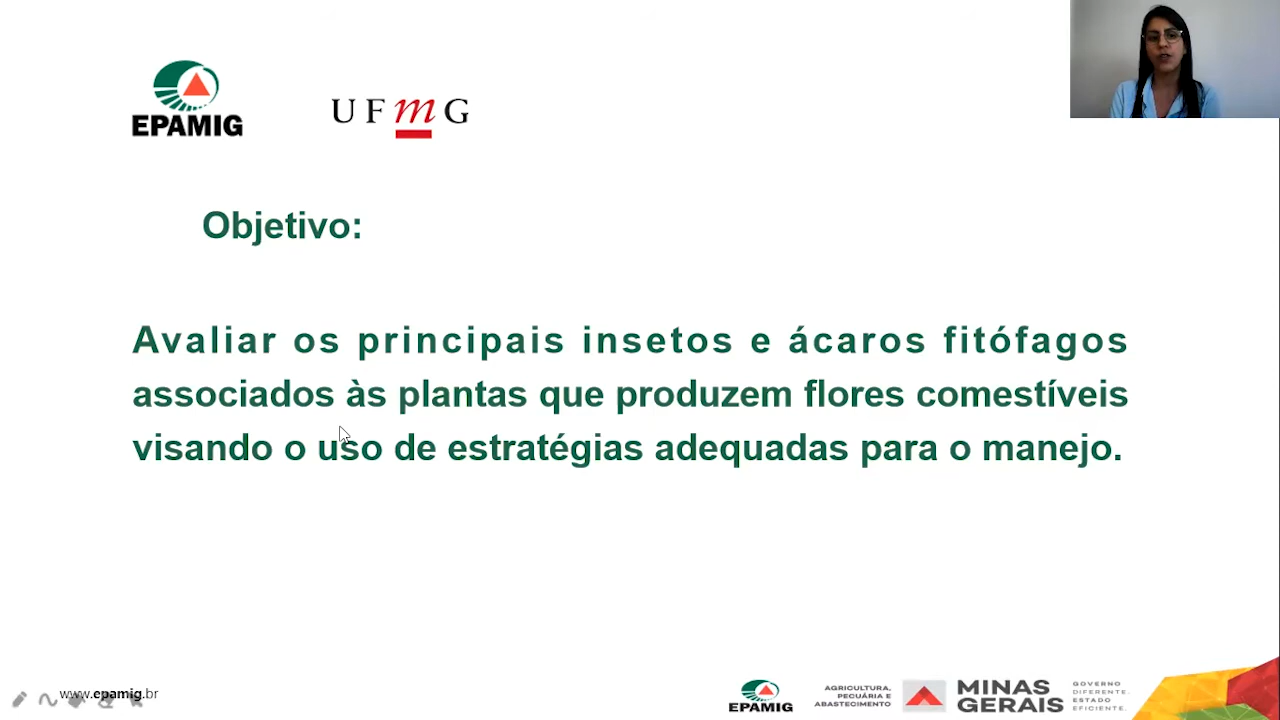 EPAMIG
UFmG
Objetivo:
Avaliar os principais insetos e ácaros fitófagos
associados às plantas que produzem flores comestíveis
visando o uso de estratégias adequadas para o manejo.
www.epamig.br
EPAMIG
AGRICULTURA,
PECUÁRIA E
ABASTECIMENTO
MINAS
GERAIS
GOVERNO
DIFERENTE.
ESTADO
EFICIENTE.